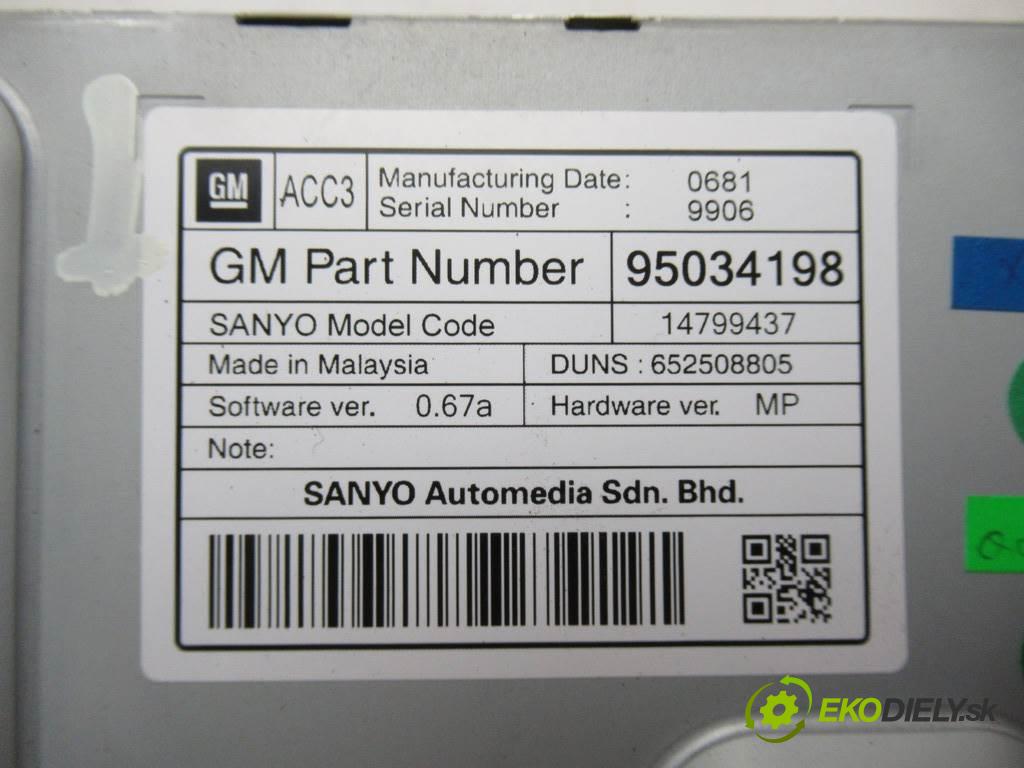 GM ACC3 Manufacturing Date: 0681
Serial Number : 9906
GM Part Number 95034198
SANYO Model Code 14799437
Made in Malaysia DUNS : 652508805
Software ver. 0.67a Hardware ver. MP
Note:
SANYO Automedia Sdn. Bhd.
EKODIELY.sk